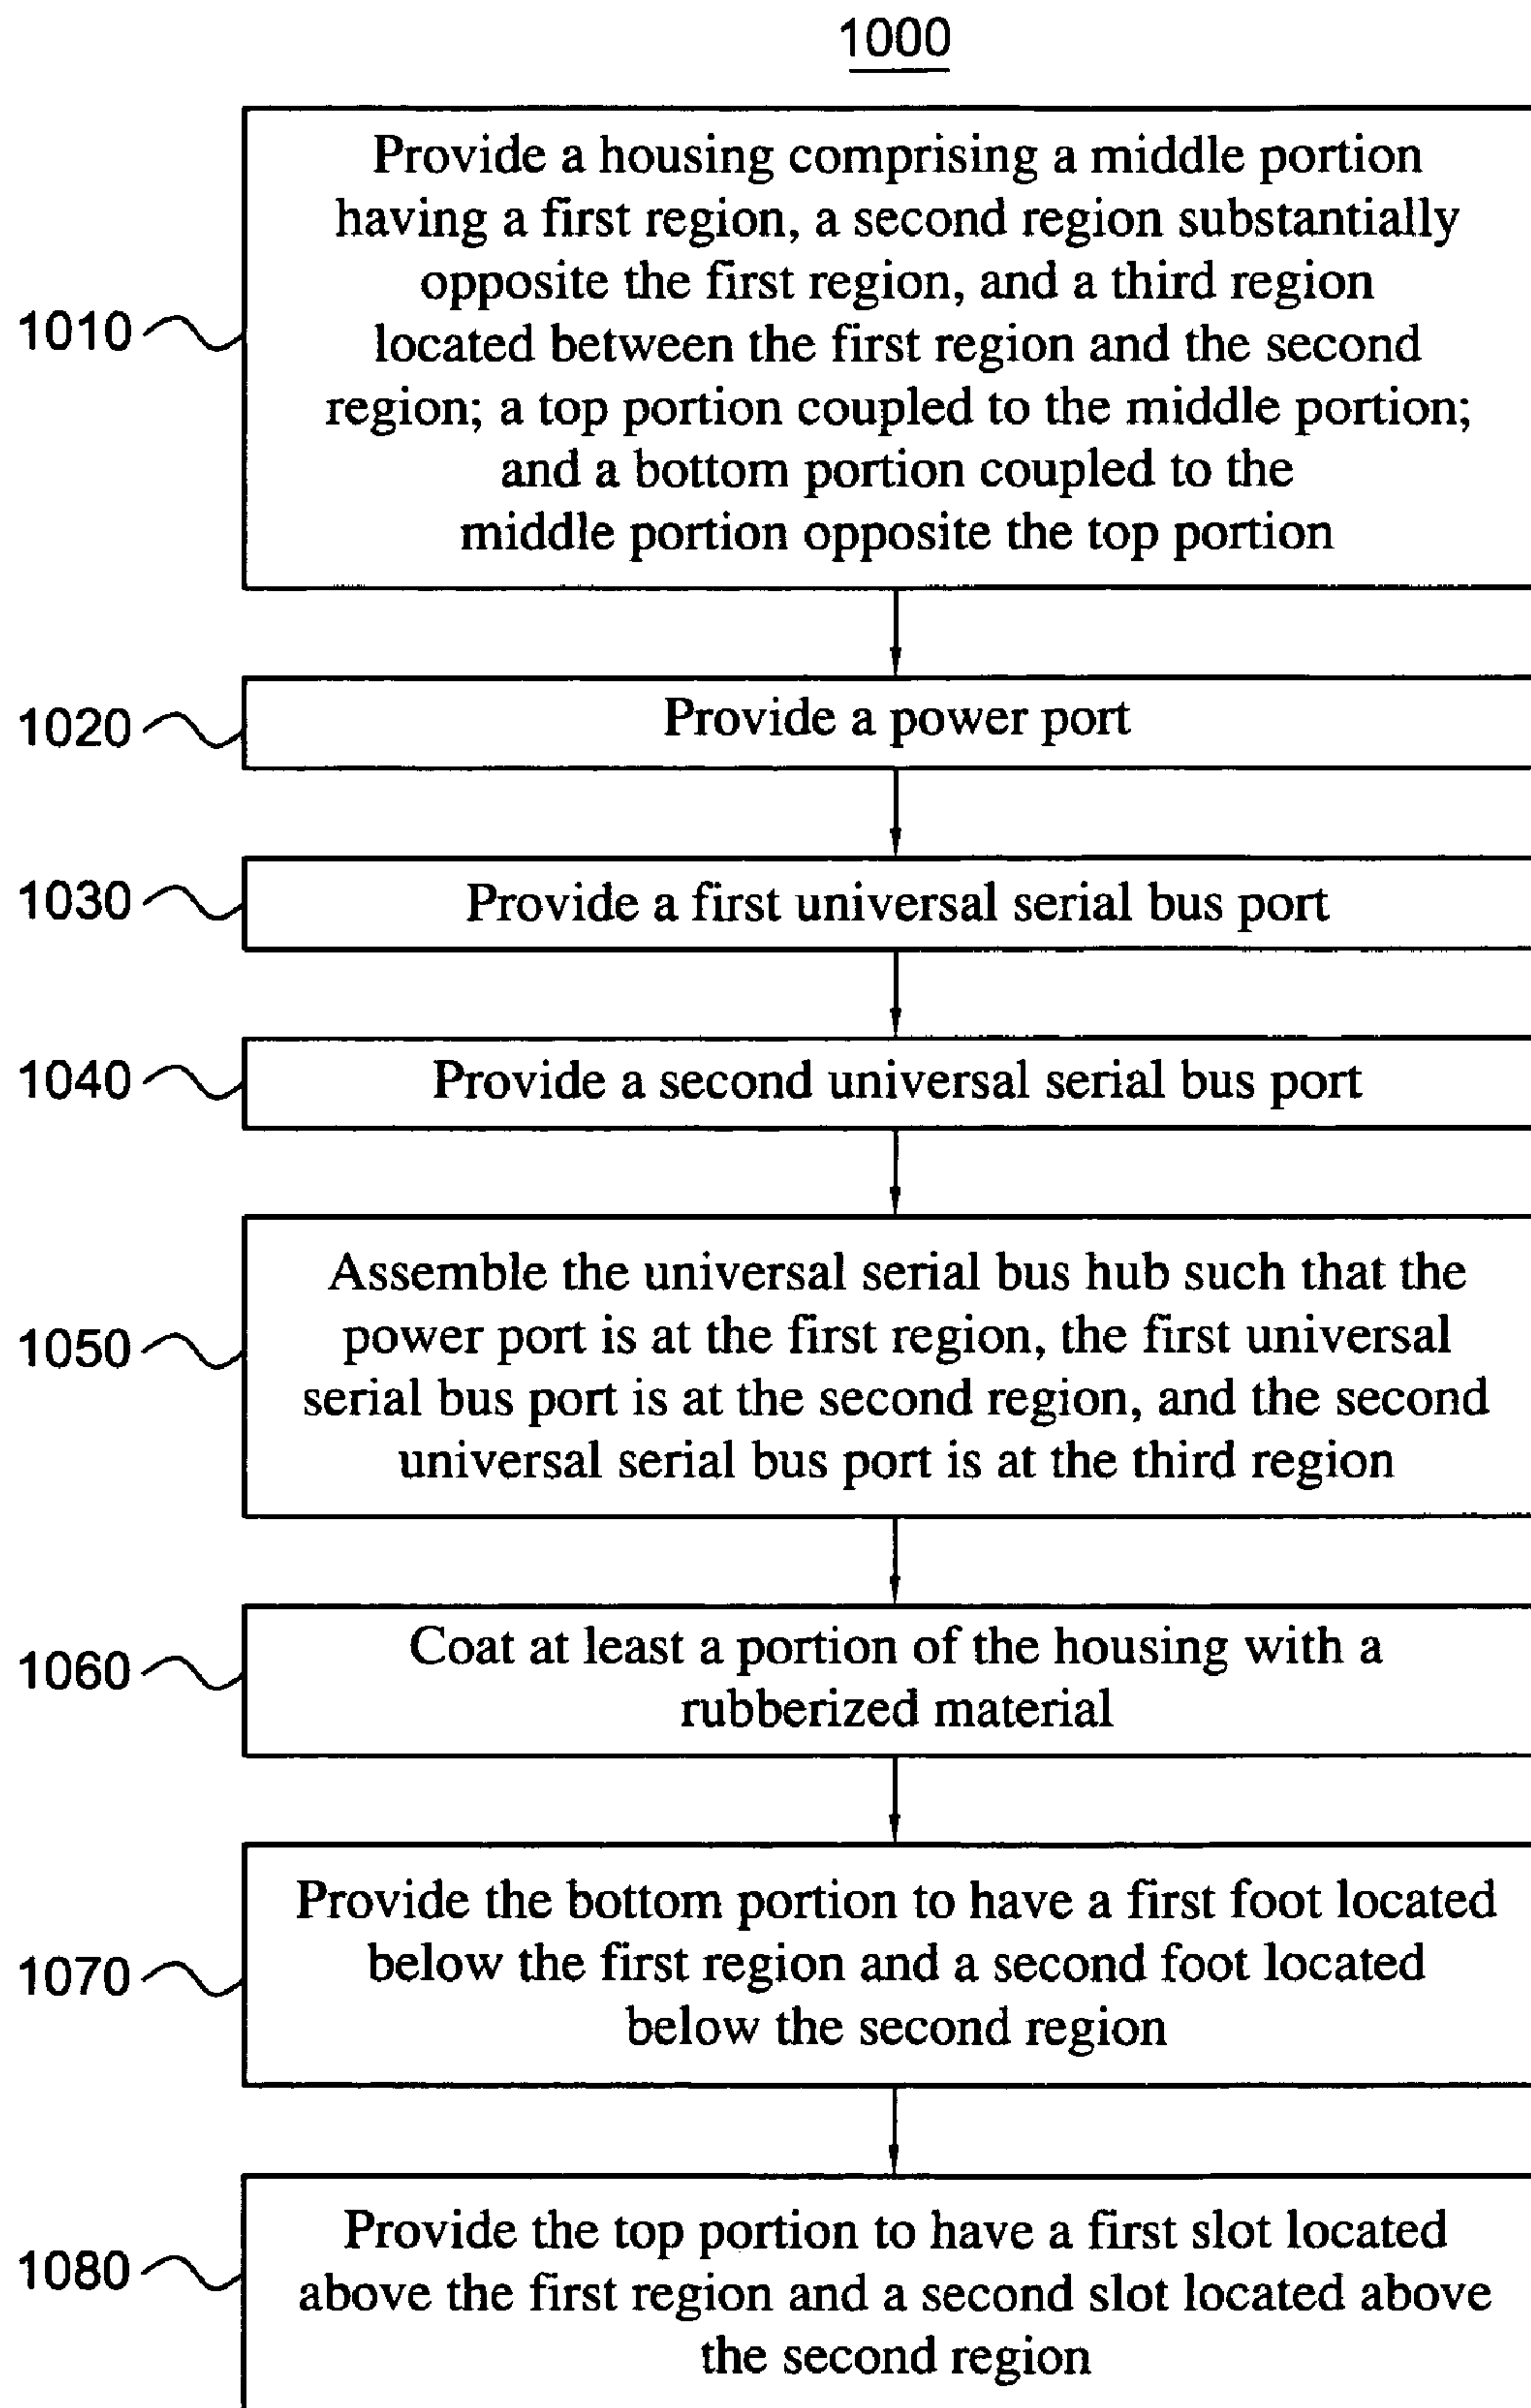 1000
Provide a housing comprising a middle portion
having a first region, a second region substantially
opposite the first region, and a third region
located between the first region and the second
region; a top portion coupled to the middle portion;
and a bottom portion coupled to the
middle portion opposite the top portion
1010
Provide a power port
1020
Provide a first universal serial bus port
1030
Provide a second universal serial bus port
1040
Assemble the universal serial bus hub such that the
power port is at the first region, the first universal
serial bus port is at the second region, and the second
universal serial bus port is at the third region
1050
Coat at least a portion of the housing with a
rubberized material
1060
Provide the bottom portion to have a first foot located
below the first region and a second foot located
below the second region
1070
Provide the top portion to have a first slot located
above the first region and a second slot located above
the second region
1080